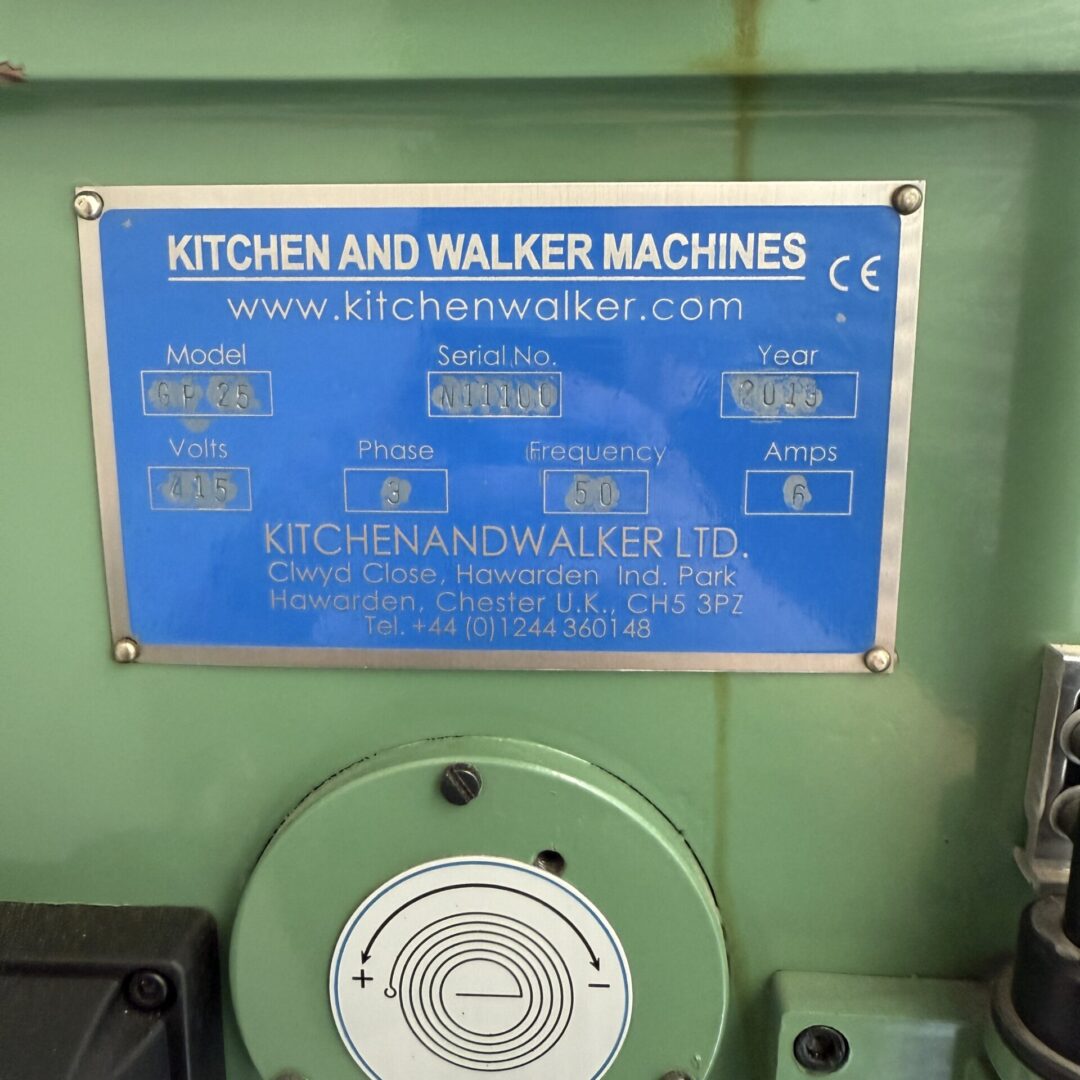 KITCHEN AND WALKER MACHINES
CE
www.kitchenwalker.com
Model Serial No. Year
GP 25 N11100 2019
Volts Phase Frequency Amps
415 3 50 6
KITCHENANDWALKER LTD.
Clwyd Close, Hawarden Ind. Park
Hawarden, Chester U.K., CH5 3PZ
Tel. +44 (0)1244 360148
+ −